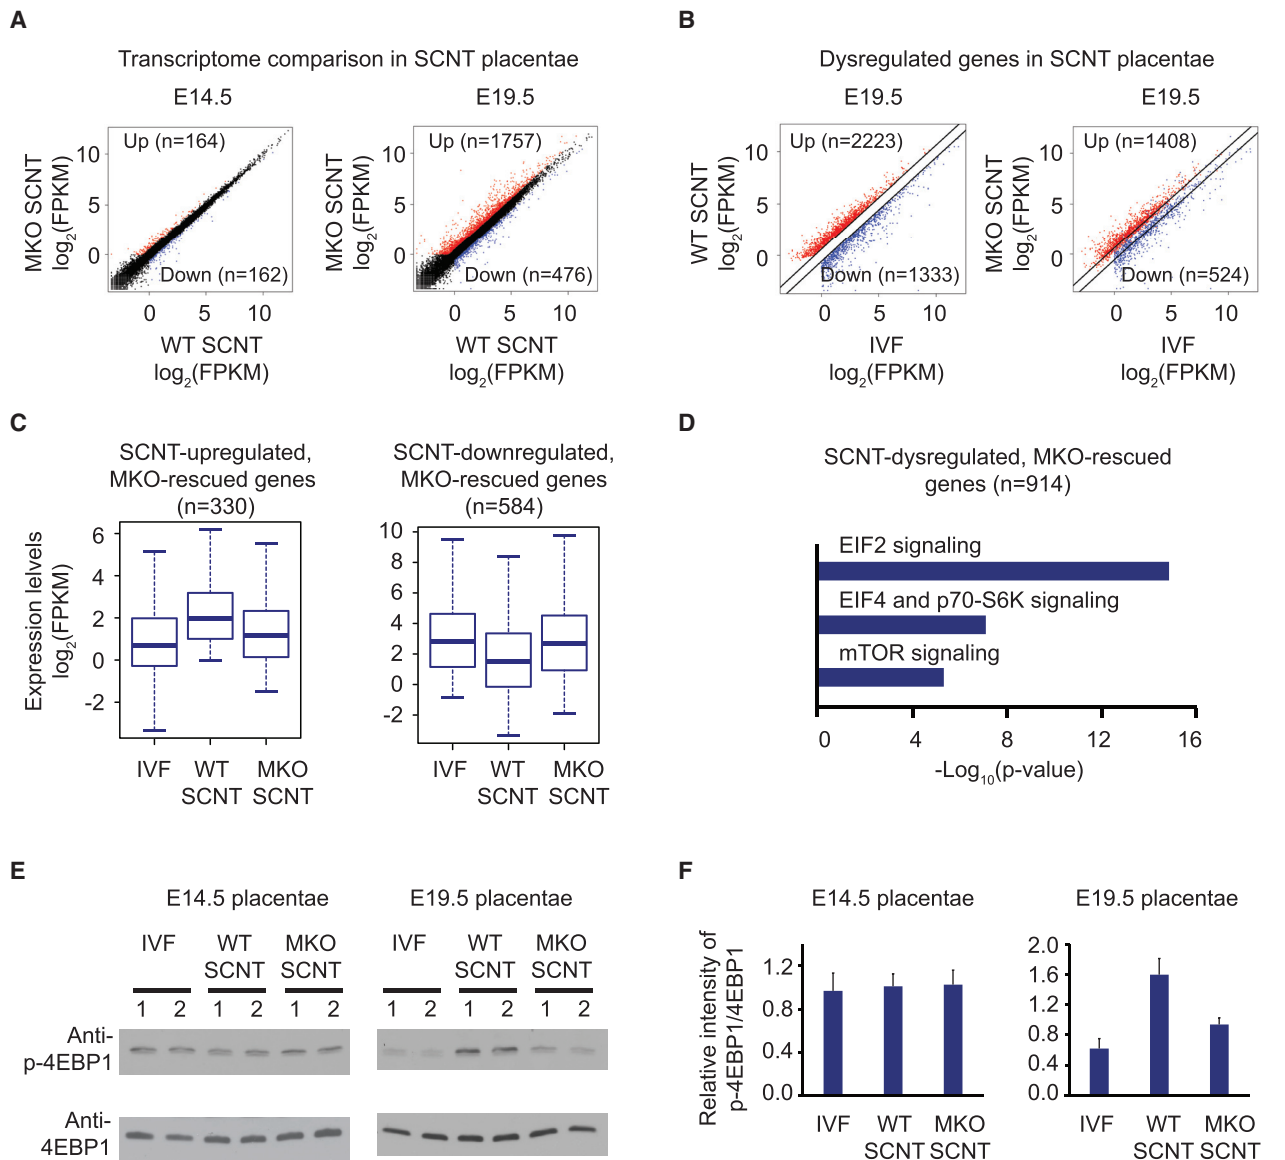 A
Transcriptome comparison in SCNT placentae
E14.5
E19.5
MKO SCNT
log2(FPKM)
10
5
0
Up (n=164)
Down (n=162)
0 5 10
WT SCNT
log2(FPKM)
MKO SCNT
log2(FPKM)
10
5
0
Up (n=1757)
Down (n=476)
0 5 10
WT SCNT
log2(FPKM)
B
Dysregulated genes in SCNT placentae
E19.5
E19.5
WT SCNT
log2(FPKM)
10
5
0
Up (n=2223)
Down (n=1333)
0 5 10
IVF
log2(FPKM)
MKO SCNT
log2(FPKM)
10
5
0
Up (n=1408)
Down (n=524)
0 5 10
IVF
log2(FPKM)
C
SCNT-upregulated,
MKO-rescued genes
(n=330)
Expression levels
log2(FPKM)
6
4
2
0
-2
IVF WT MKO
SCNT SCNT
SCNT-downregulated,
MKO-rescued genes
(n=584)
10
8
6
4
2
0
-2
IVF WT MKO
SCNT SCNT
D
SCNT-dysregulated, MKO-rescued
genes (n=914)
EIF2 signaling
EIF4 and p70-S6K signaling
mTOR signaling
0 4 8 12 16
-Log10(p-value)
E
E14.5 placentae
E19.5 placentae
IVF WT MKO
SCNT SCNT
1 2 1 2 1 2
IVF WT MKO
SCNT SCNT
1 2 1 2 1 2
Anti-
p-4EBP1
Anti-
4EBP1
F
E14.5 placentae
E19.5 placentae
Relative intensity of
p-4EBP1/4EBP1
1.2
0.8
0.4
0.0
IVF WT MKO
SCNT SCNT
2.0
1.6
1.2
0.8
0.4
0.0
IVF WT MKO
SCNT SCNT